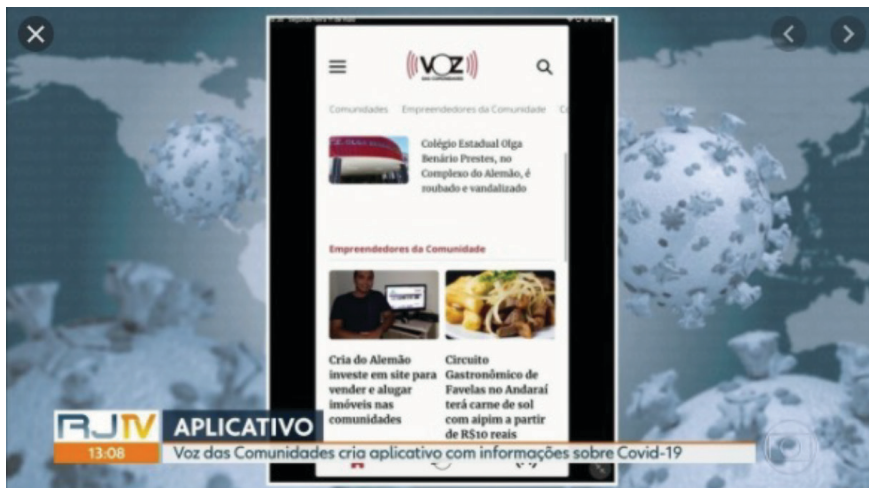 VOZ
DAS COMUNIDADES
Comunidades Empreendedores da Comunidade
Colégio Estadual Olga
Benário Prestes, no
Complexo do Alemão, é
roubado e vandalizado
Empreendedores da Comunidade
Cria do Alemão
investe em site para
vender e alugar
imóveis nas
comunidades
Circuito
Gastronômico de
Favelas no Andaraí
terá carne de sol
com aipim a partir
de R$10 reais
RJTV
APLICATIVO
13:08
Voz das Comunidades cria aplicativo com informações sobre Covid-19